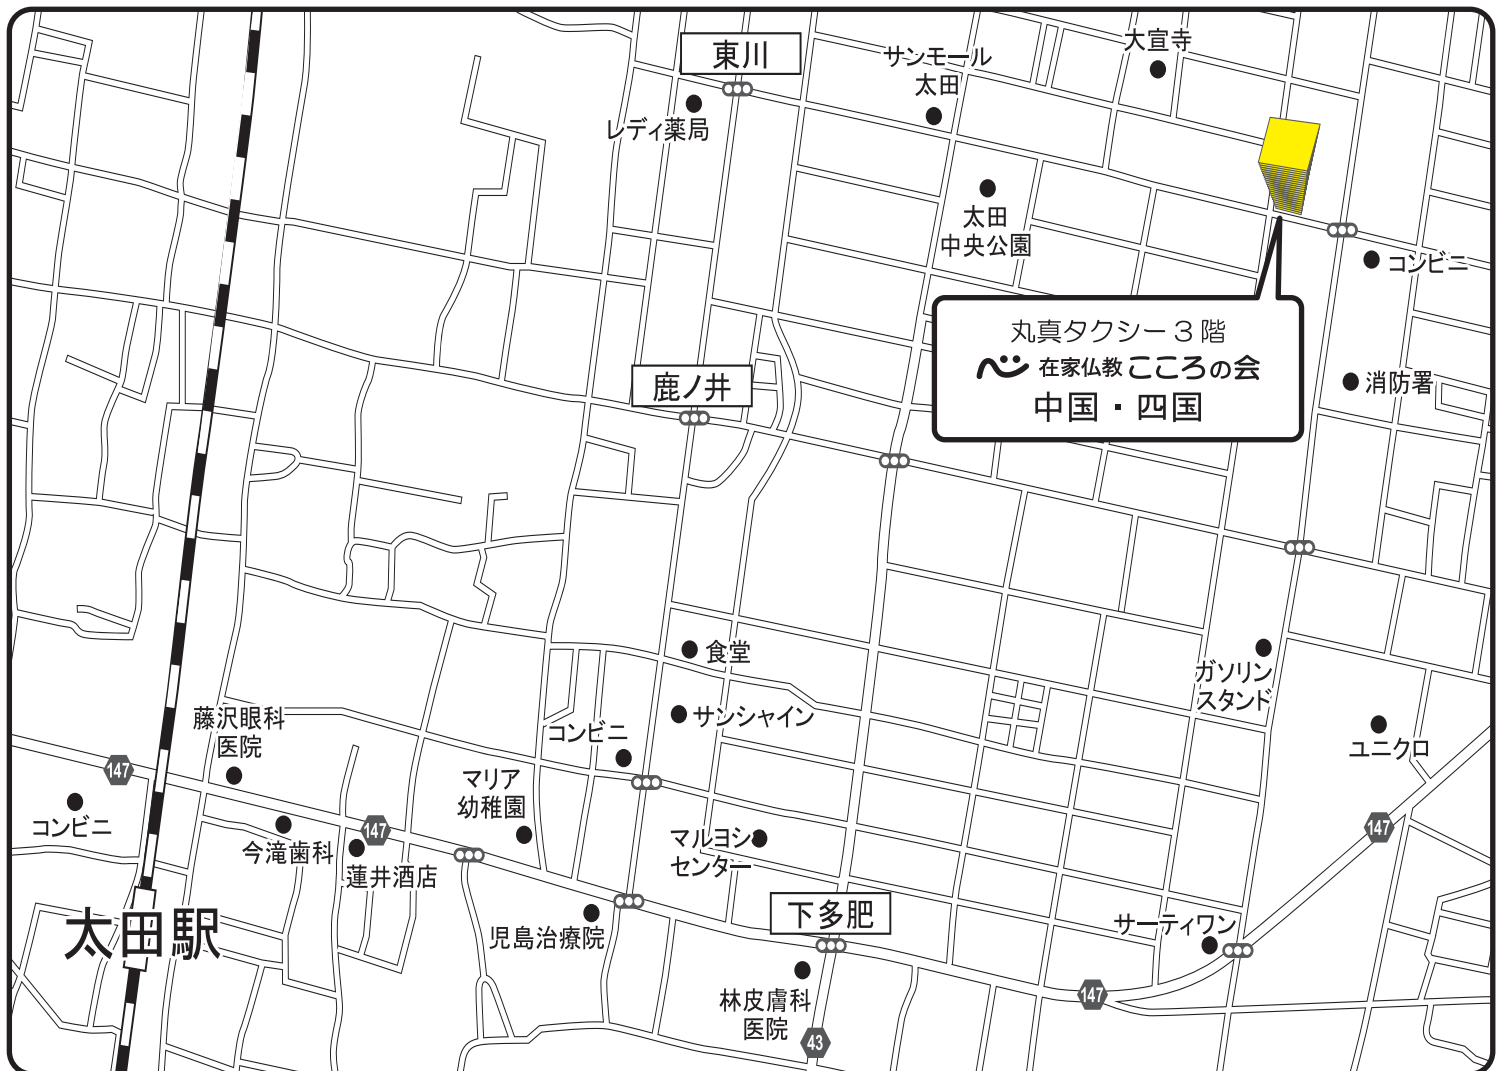 東川
サンモール
太田
大宣寺
レディ薬局
太田
中央公園
コンビニ
丸真タクシー3階
在家仏教こころの会
中国・四国
鹿ノ井
消防署
食堂
サンシャイン
コンビニ
ガソリン
スタンド
ユニクロ
藤沢眼科
医院
147
コンビニ
マリア
幼稚園
147
今滝歯科
蓮井酒店
マルヨシ
センター
147
太田駅
児島治療院
下多肥
サーティワン
林皮膚科
医院
147
43